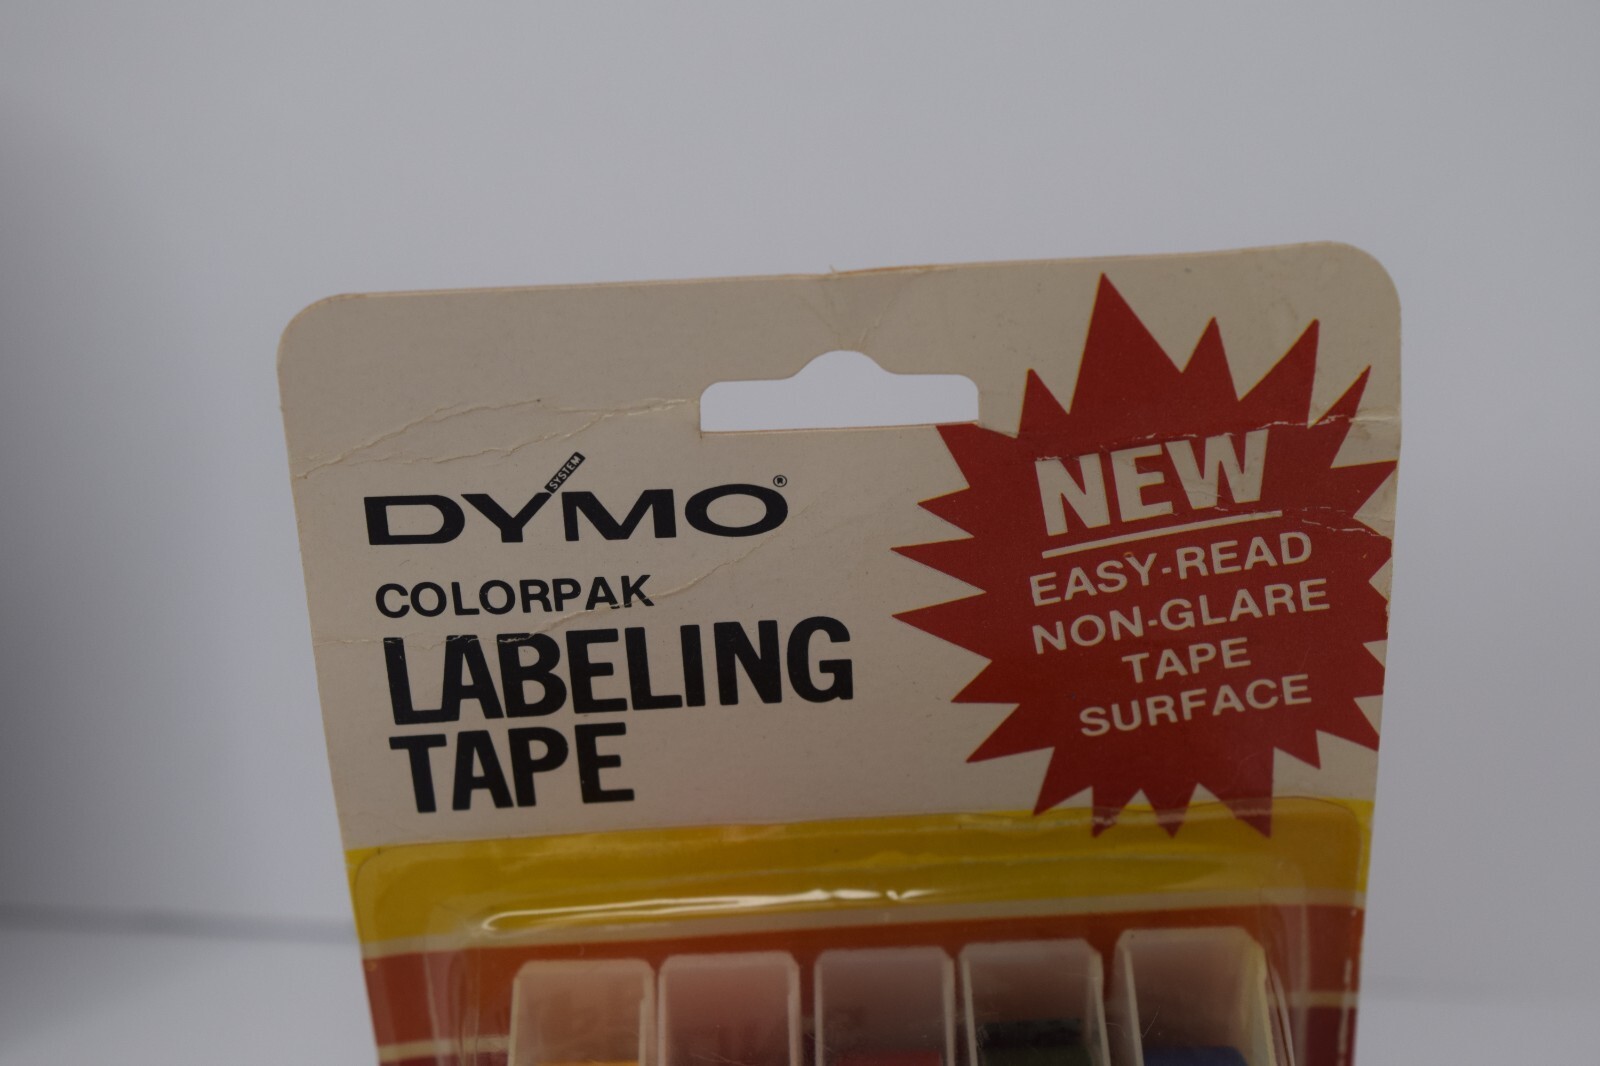 SYSTEM
DYMO®
COLORPAK
LABELING
TAPE
NEW
EASY-READ
NON-GLARE
TAPE
SURFACE